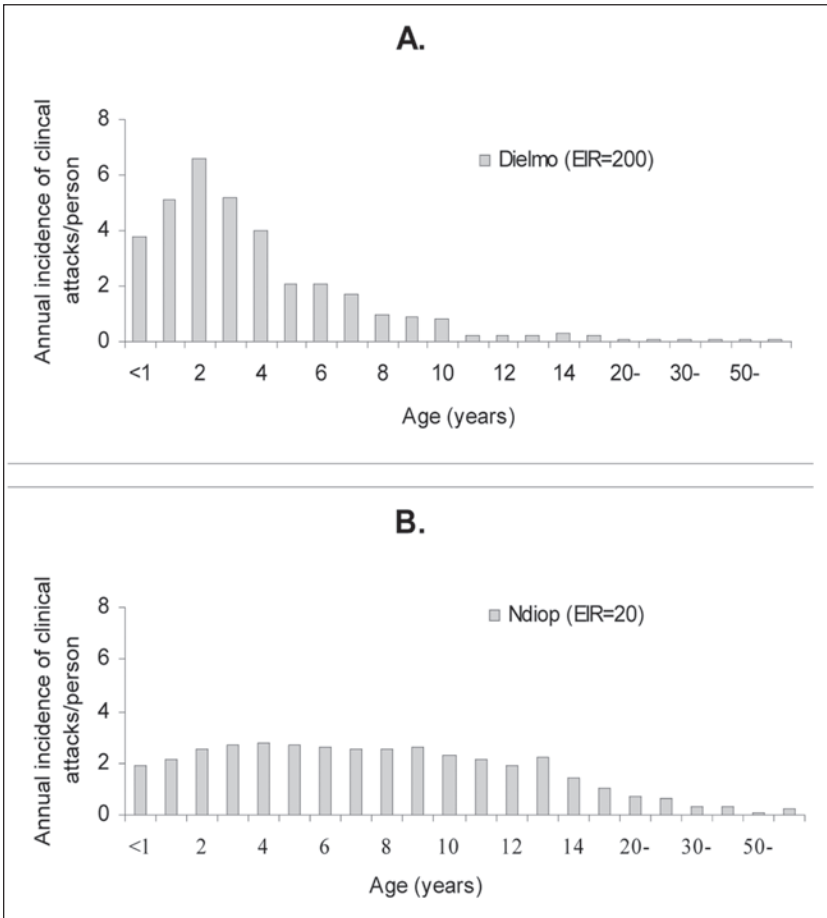 A.
Annual incidence of clincal
attacks/person
8
6
4
2
0
Dielmo (EIR=200)
<1 2 4 6 8 10 12 14 20- 30- 50-
Age (years)
B.
Annual incidence of clinical
attacks/person
8
6
4
2
0
Ndiop (EIR=20)
<1 2 4 6 8 10 12 14 20- 30- 50-
Age (years)